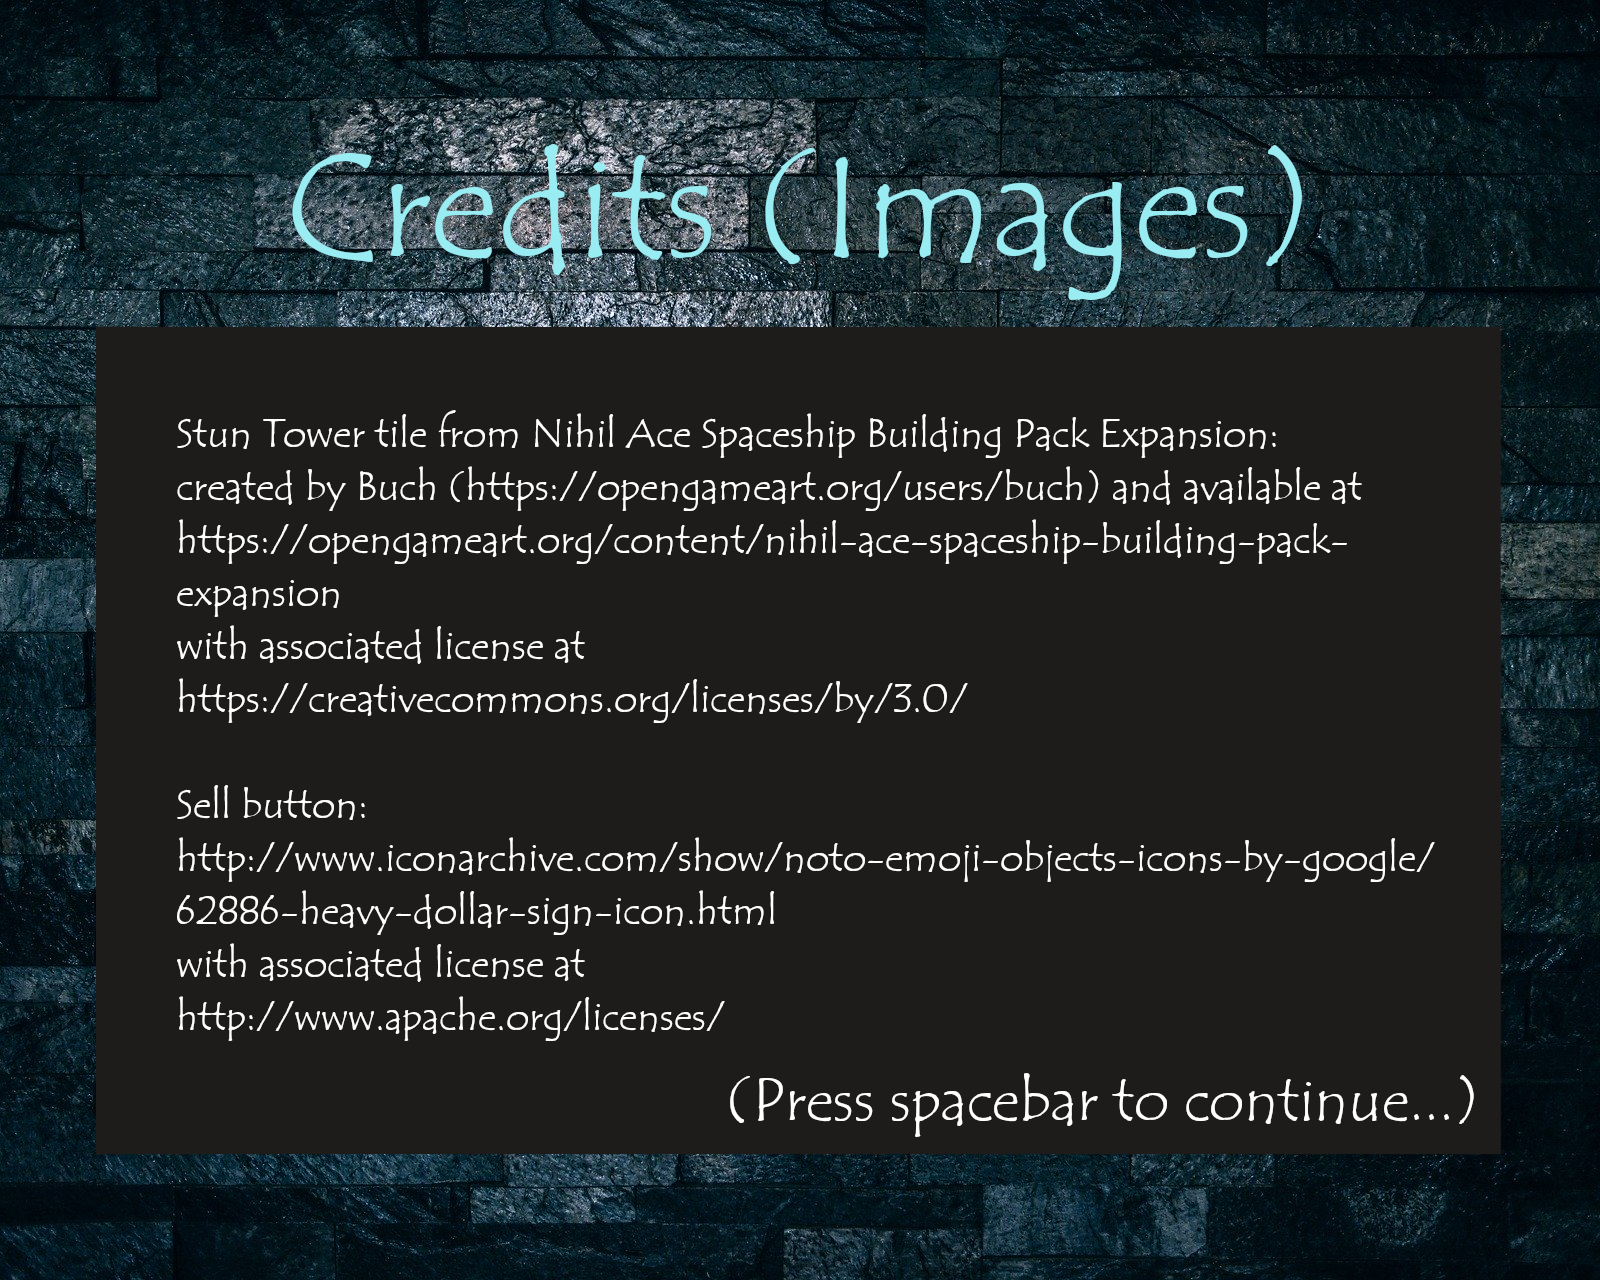 Credits (Images)
Stun Tower tile from Nihil Ace Spaceship Building Pack Expansion:
created by Buch (https://opengameart.org/users/buch) and available at
https://opengameart.org/content/nihil-ace-spaceship-building-pack-
expansion
with associated license at
https://creativecommons.org/licenses/by/3.0/
Sell button:
http://www.iconarchive.com/show/noto-emoji-objects-icons-by-google/
62886-heavy-dollar-sign-icon.html
with associated license at
http://www.apache.org/licenses/
(Press spacebar to continue...)